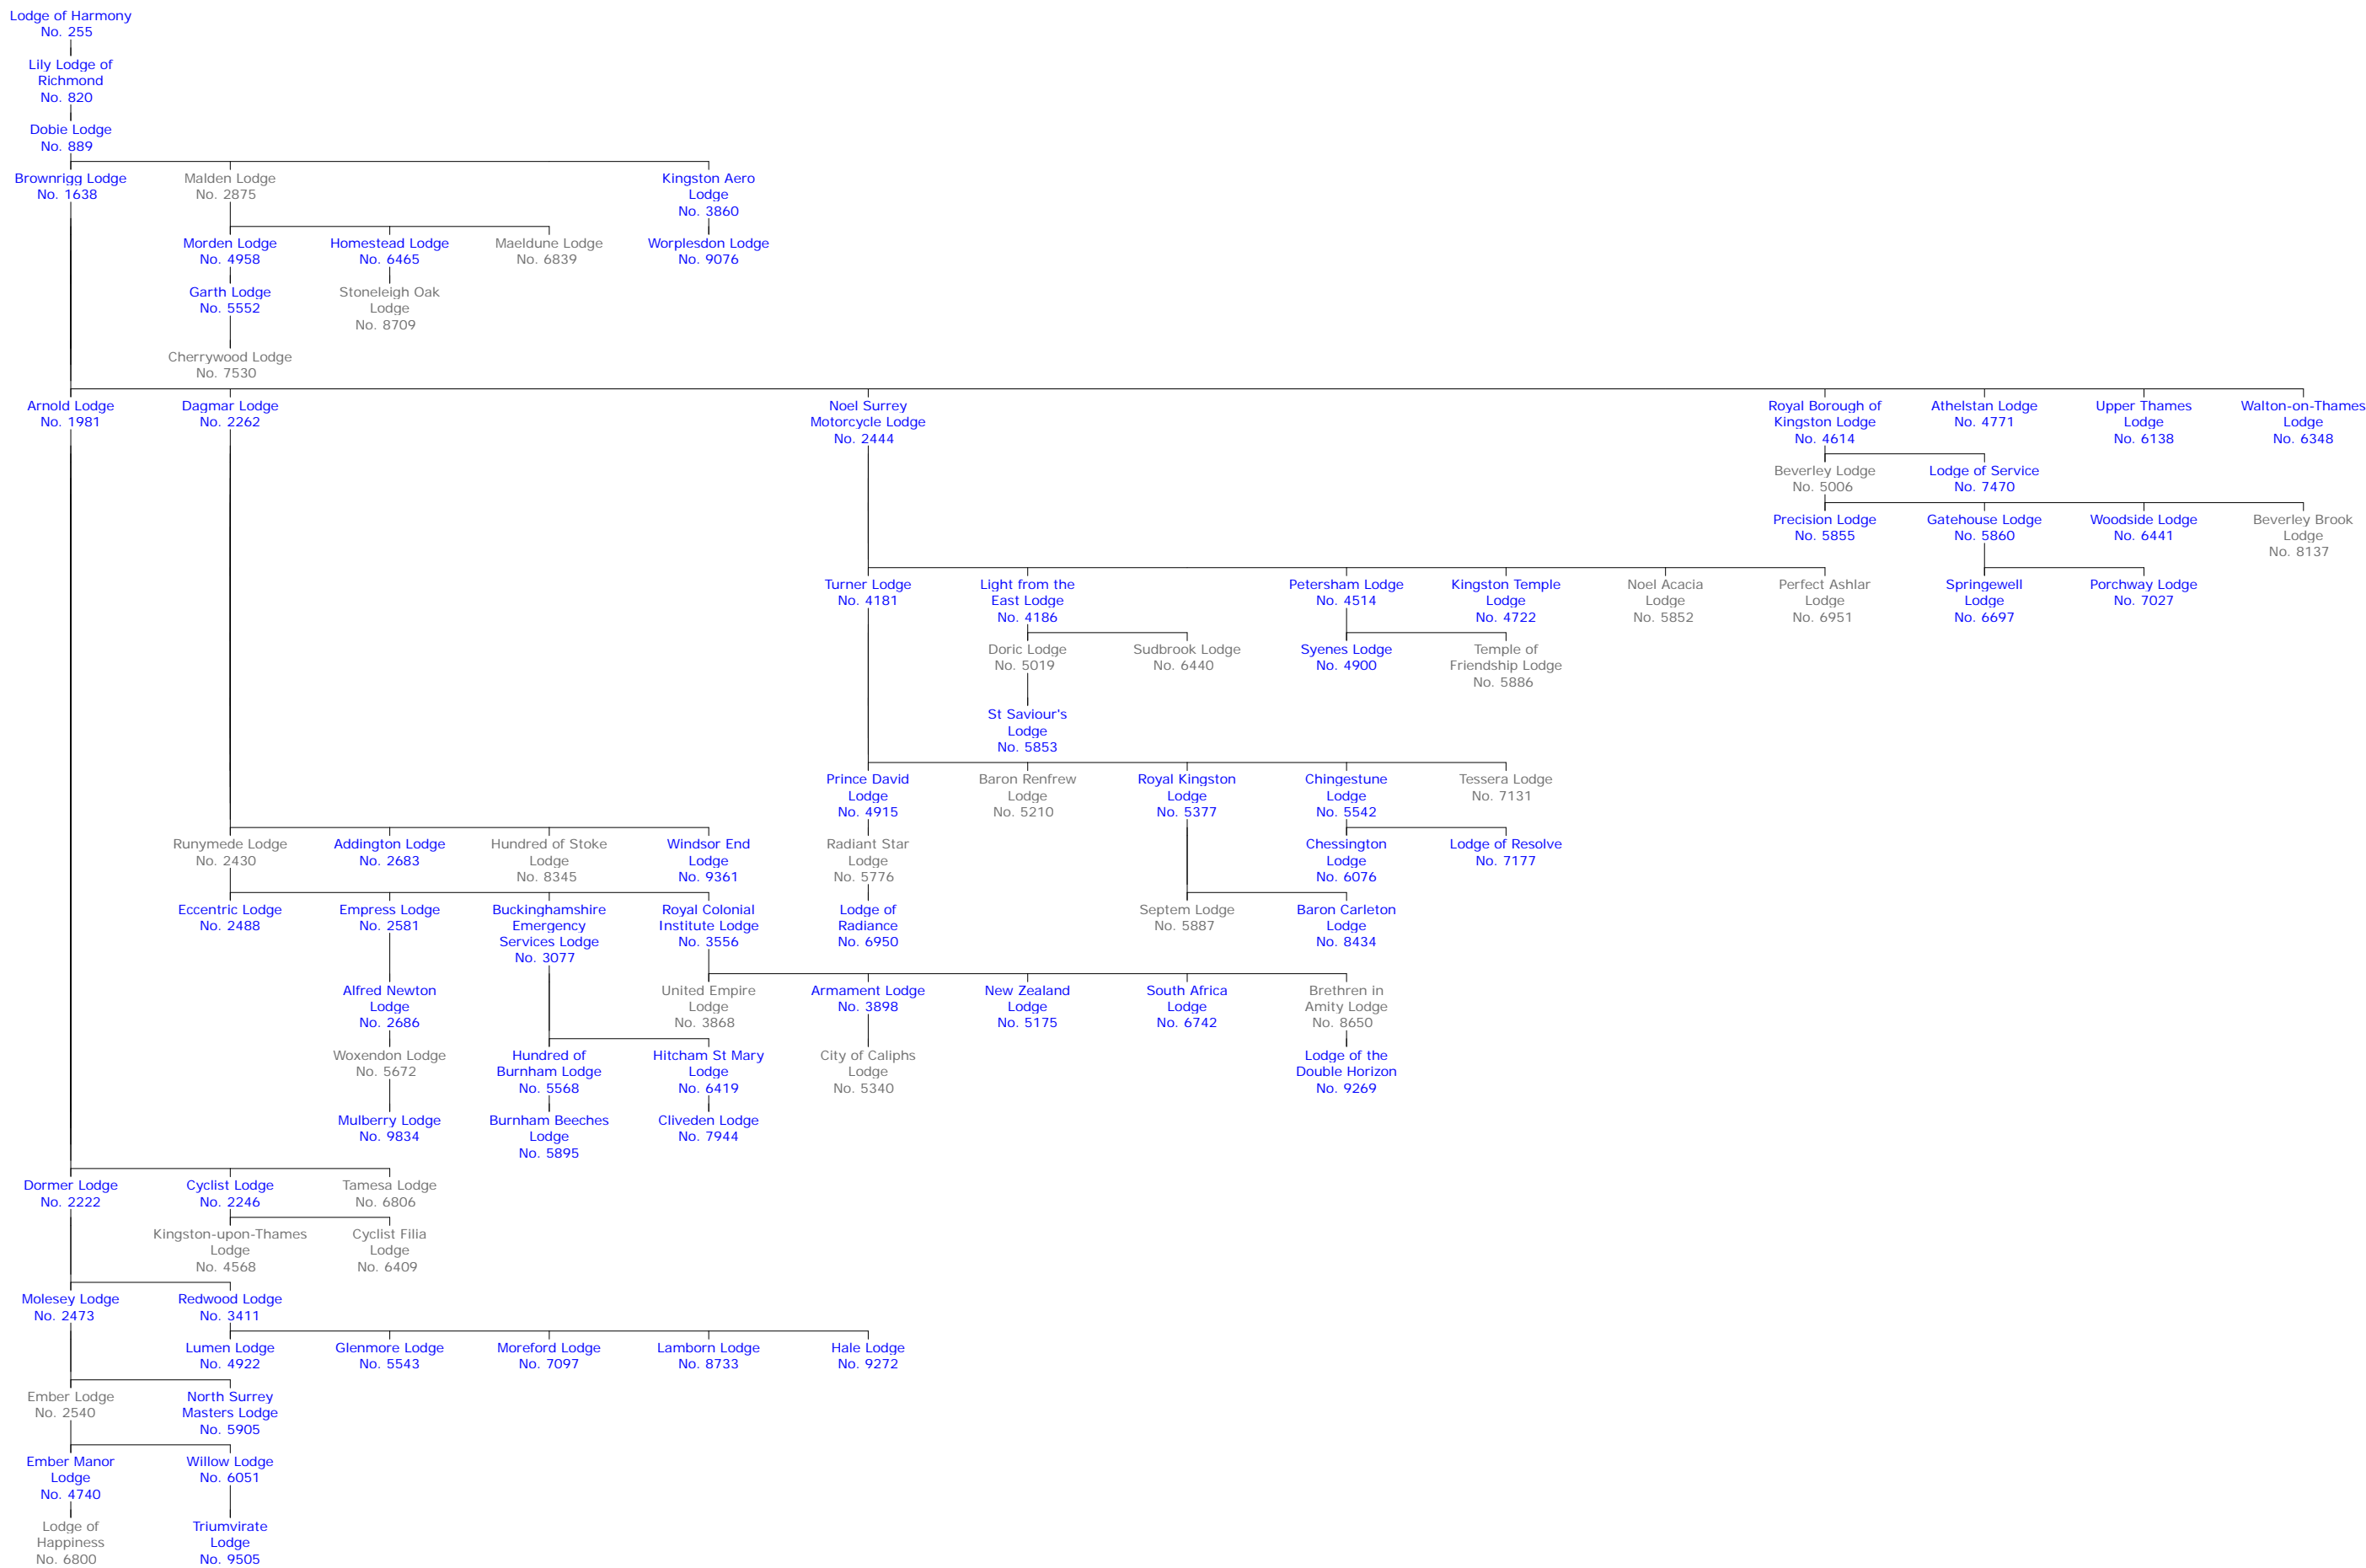 Lodge of Harmony
No. 255
Lily Lodge of
Richmond
No. 820
Dobie Lodge
No. 889
Brownrigg Lodge
No. 1638
Malden Lodge
No. 2875
Kingston Aero
Lodge
No. 3860
Morden Lodge
No. 4958
Homestead Lodge
No. 6465
Maeldune Lodge
No. 6839
Worplesdon Lodge
No. 9076
Garth Lodge
No. 5552
Stoneleigh Oak
Lodge
No. 8709
Cherrywood Lodge
No. 7530
Arnold Lodge
No. 1981
Dagmar Lodge
No. 2262
Noel Surrey
Motorcycle Lodge
No. 2444
Royal Borough of
Kingston Lodge
No. 4614
Athelstan Lodge
No. 4771
Upper Thames
Lodge
No. 6138
Walton-on-Thames
Lodge
No. 6348
Beverley Lodge
No. 5006
Lodge of Service
No. 7470
Precision Lodge
No. 5855
Gatehouse Lodge
No. 5860
Woodside Lodge
No. 6441
Beverley Brook
Lodge
No. 8137
Turner Lodge
No. 4181
Light from the
East Lodge
No. 4186
Petersham Lodge
No. 4514
Kingston Temple
Lodge
No. 4722
Noel Acacia
Lodge
No. 5852
Perfect Ashlar
Lodge
No. 6951
Springewell
Lodge
No. 6697
Porchway Lodge
No. 7027
Doric Lodge
No. 5019
Sudbrook Lodge
No. 6440
Syenes Lodge
No. 4900
Temple of
Friendship Lodge
No. 5886
St Saviour's
Lodge
No. 5853
Prince David
Lodge
No. 4915
Baron Renfrew
Lodge
No. 5210
Royal Kingston
Lodge
No. 5377
Chingestune
Lodge
No. 5542
Tessera Lodge
No. 7131
Runymede Lodge
No. 2430
Addington Lodge
No. 2683
Hundred of Stoke
Lodge
No. 8345
Windsor End
Lodge
No. 9361
Radiant Star
Lodge
No. 5776
Chessington
Lodge
No. 6076
Lodge of Resolve
No. 7177
Eccentric Lodge
No. 2488
Empress Lodge
No. 2581
Buckinghamshire
Emergency
Services Lodge
No. 3077
Royal Colonial
Institute Lodge
No. 3556
Lodge of
Radiance
No. 6950
Septem Lodge
No. 5887
Baron Carleton
Lodge
No. 8434
Alfred Newton
Lodge
No. 2686
United Empire
Lodge
No. 3868
Armament Lodge
No. 3898
New Zealand
Lodge
No. 5175
South Africa
Lodge
No. 6742
Brethren in
Amity Lodge
No. 8650
Woxendon Lodge
No. 5672
Hundred of
Burnham Lodge
No. 5568
Hitcham St Mary
Lodge
No. 6419
City of Caliphs
Lodge
No. 5340
Lodge of the
Double Horizon
No. 9269
Mulberry Lodge
No. 9834
Burnham Beeches
Lodge
No. 5895
Cliveden Lodge
No. 7944
Dormer Lodge
No. 2222
Cyclist Lodge
No. 2246
Tamesa Lodge
No. 6806
Kingston-upon-Thames
Lodge
No. 4568
Cyclist Filia
Lodge
No. 6409
Molesey Lodge
No. 2473
Redwood Lodge
No. 3411
Lumen Lodge
No. 4922
Glenmore Lodge
No. 5543
Moreford Lodge
No. 7097
Lamborn Lodge
No. 8733
Hale Lodge
No. 9272
Ember Lodge
No. 2540
North Surrey
Masters Lodge
No. 5905
Ember Manor
Lodge
No. 4740
Willow Lodge
No. 6051
Lodge of
Happiness
No. 6800
Triumvirate
Lodge
No. 9505